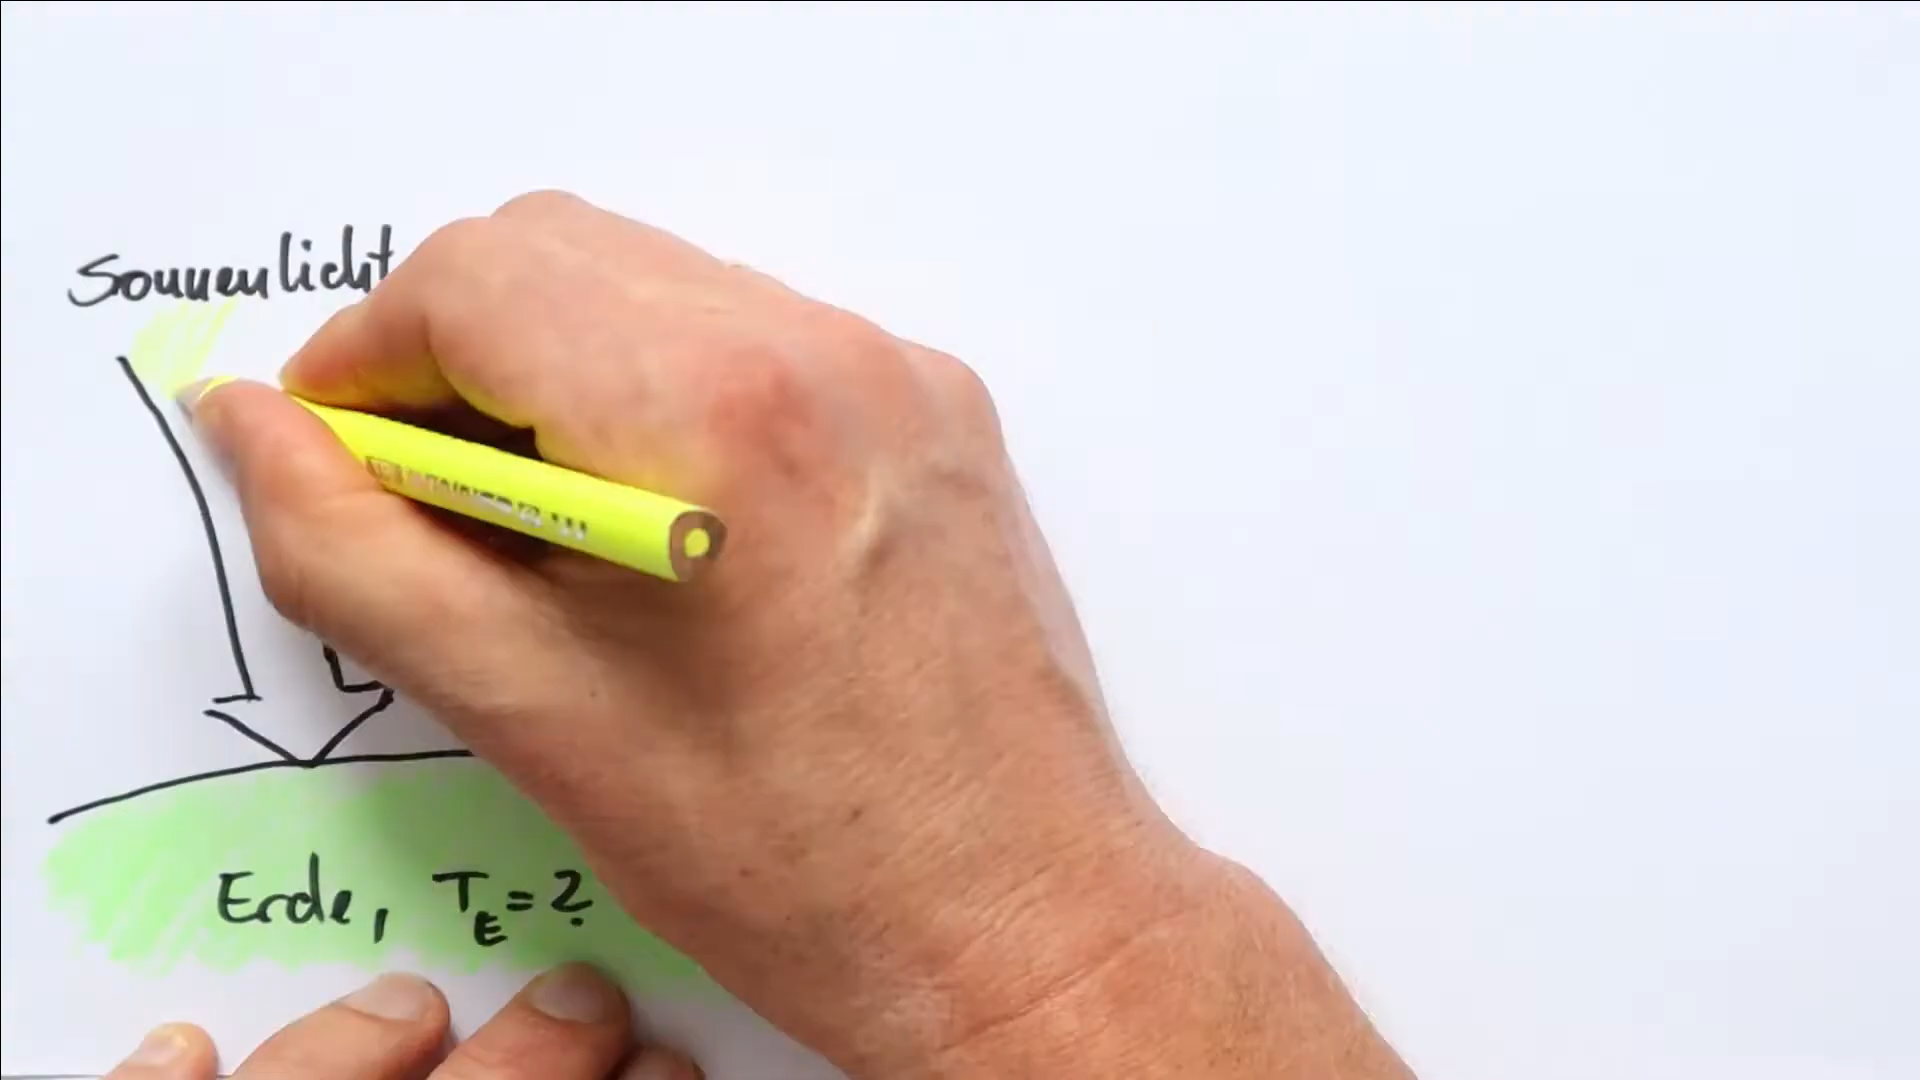 Sonnenlicht
Erde, T_E = ?